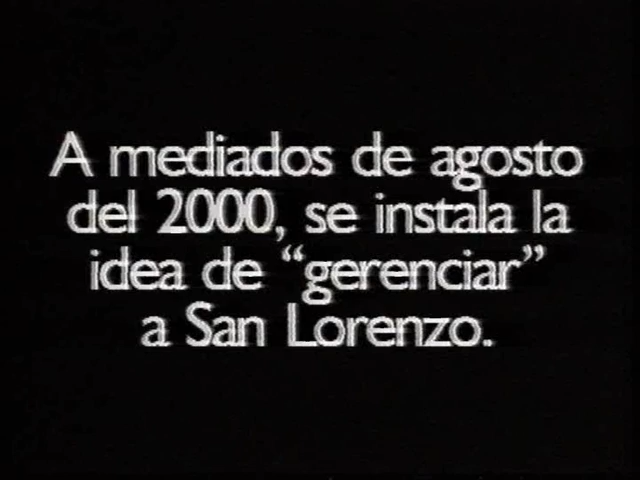 A mediados de agosto
del 2000, se instala la
idea de “gerenciar”
a San Lorenzo.